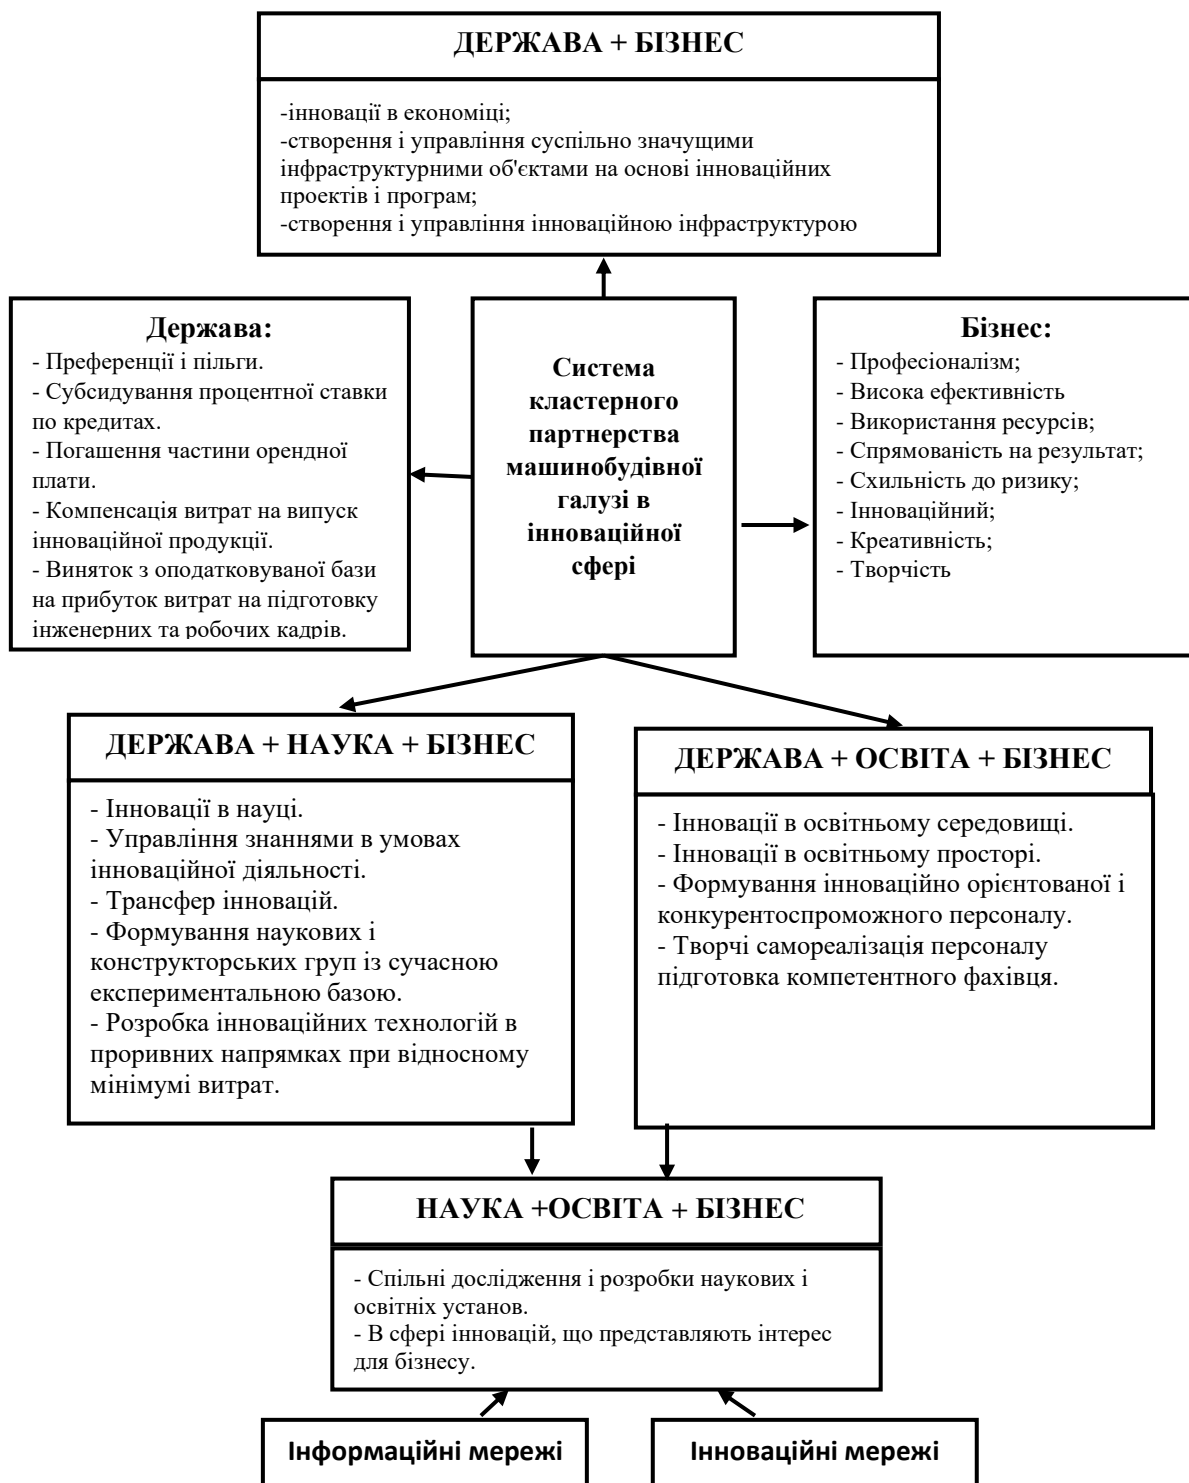 ДЕРЖАВА + БІЗНЕС
-інновації в економіці;
-створення і управління суспільно значущими
інфраструктурними об'єктами на основі інноваційних
проектів і програм;
-створення і управління інноваційною інфраструктурою
Держава:
- Преференції і пільги.
- Субсидування процентної ставки
по кредитах.
- Погашення частини орендної
плати.
- Компенсація витрат на випуск
інноваційної продукції.
- Виняток з оподатковуваної бази
на прибуток витрат на підготовку
інженерних та робочих кадрів.
Система
кластерного
партнерства
машинобудівної
галузі в
інноваційної
сфері
Бізнес:
- Професіоналізм;
- Висока ефективність
- Використання ресурсів;
- Спрямованість на результат;
- Схильність до ризику;
- Інноваційний;
- Креативність;
- Творчість
ДЕРЖАВА + НАУКА + БІЗНЕС
- Інновації в науці.
- Управління знаннями в умовах
інноваційної діяльності.
- Трансфер інновацій.
- Формування наукових і
конструкторських груп із сучасною
експериментальною базою.
- Розробка інноваційних технологій в
проривних напрямках при відносному
мінімумі витрат.
ДЕРЖАВА + ОСВІТА + БІЗНЕС
- Інновації в освітньому середовищі.
- Інновації в освітньому просторі.
- Формування інноваційно орієнтованої і
конкурентоспроможного персоналу.
- Творчі самореалізація персоналу
підготовка компетентного фахівця.
НАУКА +ОСВІТА + БІЗНЕС
- Спільні дослідження і розробки наукових і
освітніх установ.
- В сфері інновацій, що представляють інтерес
для бізнесу.
Інформаційні мережі
Інноваційні мережі